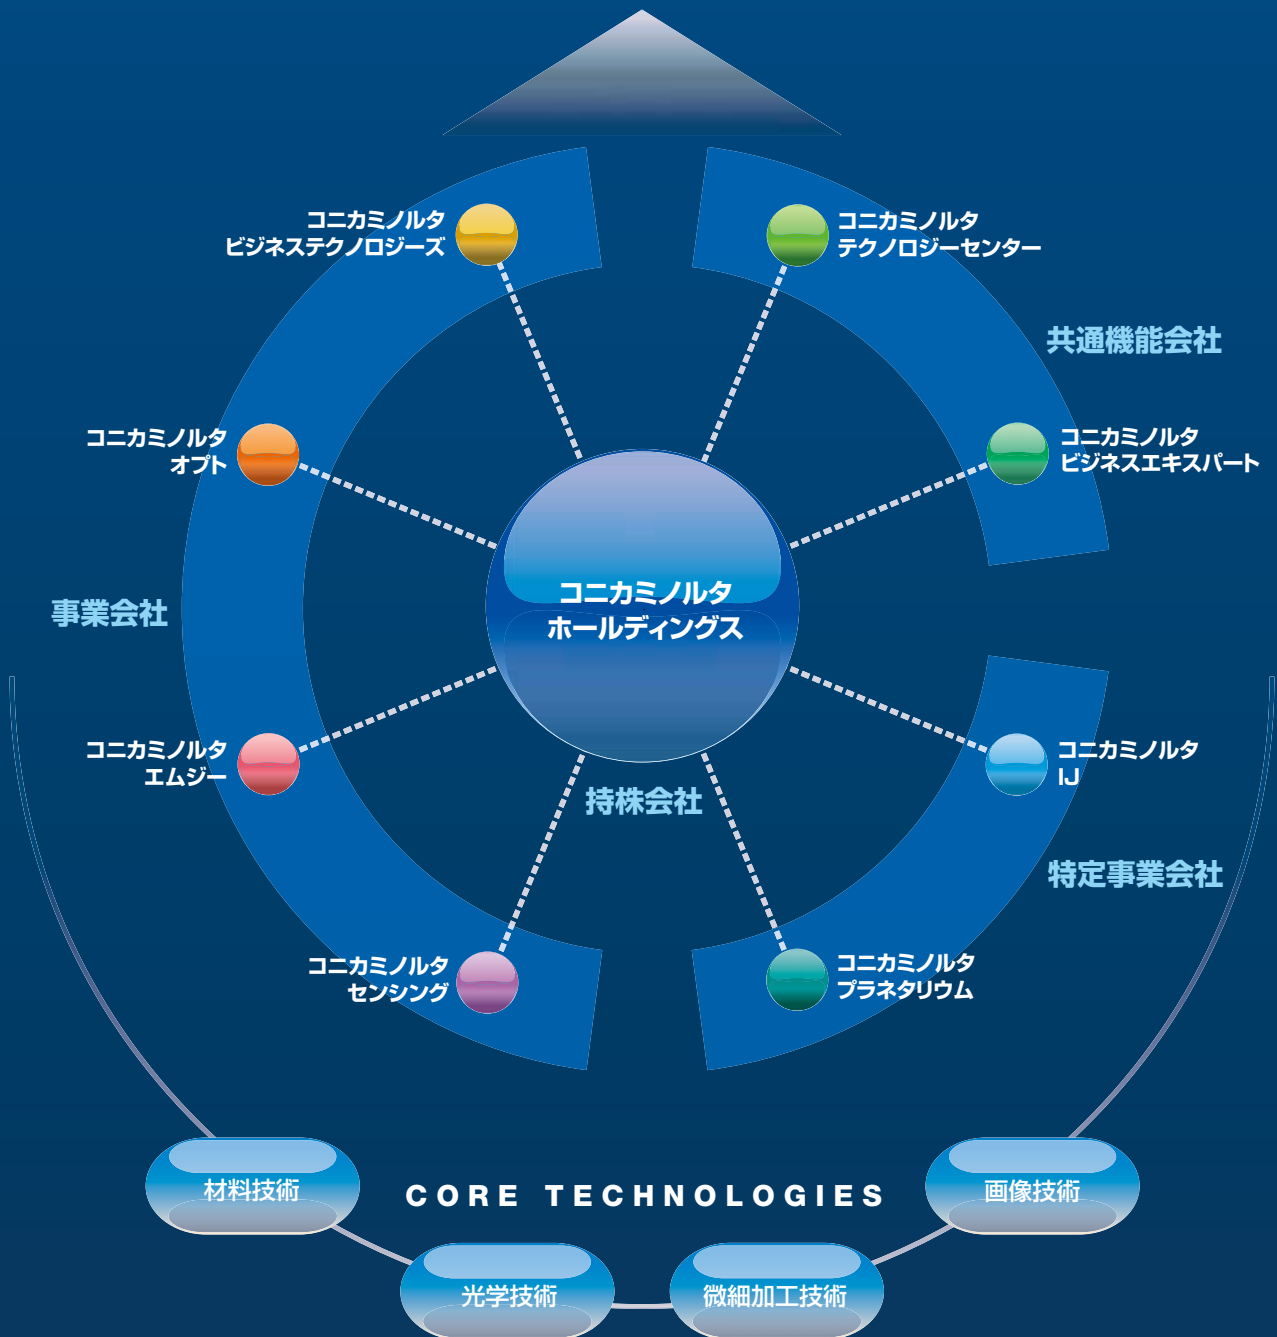 コニカミノルタ
ビジネステクノロジーズ
コニカミノルタ
テクノロジーセンター
共通機能会社
コニカミノルタ
オプト
コニカミノルタ
ビジネスエキスパート
事業会社
コニカミノルタ
ホールディングス
持株会社
コニカミノルタ
エムジー
コニカミノルタ
IJ
特定事業会社
コニカミノルタ
センシング
コニカミノルタ
プラネタリウム
材料技術
CORE TECHNOLOGIES
画像技術
光学技術
微細加工技術